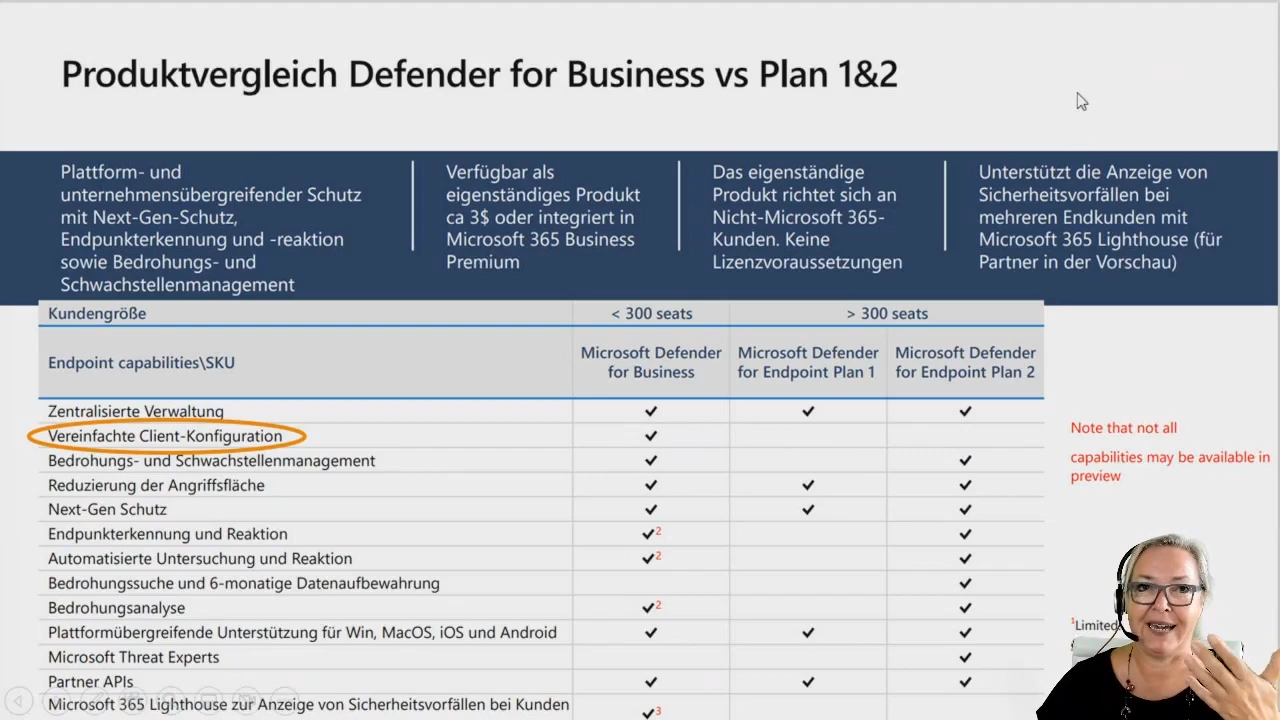 Produktvergleich Defender for Business vs Plan 1&2
Plattform- und
unternehmensübergreifender Schutz
mit Next-Gen-Schutz,
Endpunkterkennung und -reaktion
sowie Bedrohungs- und
Schwachstellenmanagement
Verfügbar als
eigenständiges Produkt
ca 3$ oder integriert in
Microsoft 365 Business
Premium
Das eigenständige
Produkt richtet sich an
Nicht-Microsoft 365-
Kunden. Keine
Lizenzvoraussetzungen
Unterstützt die Anzeige von
Sicherheitsvorfällen bei
mehreren Endkunden mit
Microsoft 365 Lighthouse (für
Partner in der Vorschau)
Kundengröße < 300 seats > 300 seats
Endpoint capabilities\SKU
Microsoft Defender
for Business
Microsoft Defender
for Endpoint Plan 1
Microsoft Defender
for Endpoint Plan 2
Zentralisierte Verwaltung ✓ ✓ ✓
Vereinfachte Client-Konfiguration ✓
Bedrohungs- und Schwachstellenmanagement ✓ ✓
Reduzierung der Angriffsfläche ✓ ✓ ✓
Next-Gen Schutz ✓ ✓ ✓
Endpunkterkennung und Reaktion ✓2 ✓
Automatisierte Untersuchung und Reaktion ✓2 ✓
Bedrohungssuche und 6-monatige Datenaufbewahrung ✓
Bedrohungsanalyse ✓2 ✓
Plattformübergreifende Unterstützung für Win, MacOS, iOS und Android ✓ ✓ ✓
Microsoft Threat Experts ✓
Partner APIs ✓ ✓ ✓
Microsoft 365 Lighthouse zur Anzeige von Sicherheitsvorfällen bei Kunden ✓3
Note that not all
capabilities may be available in
preview
1Limited